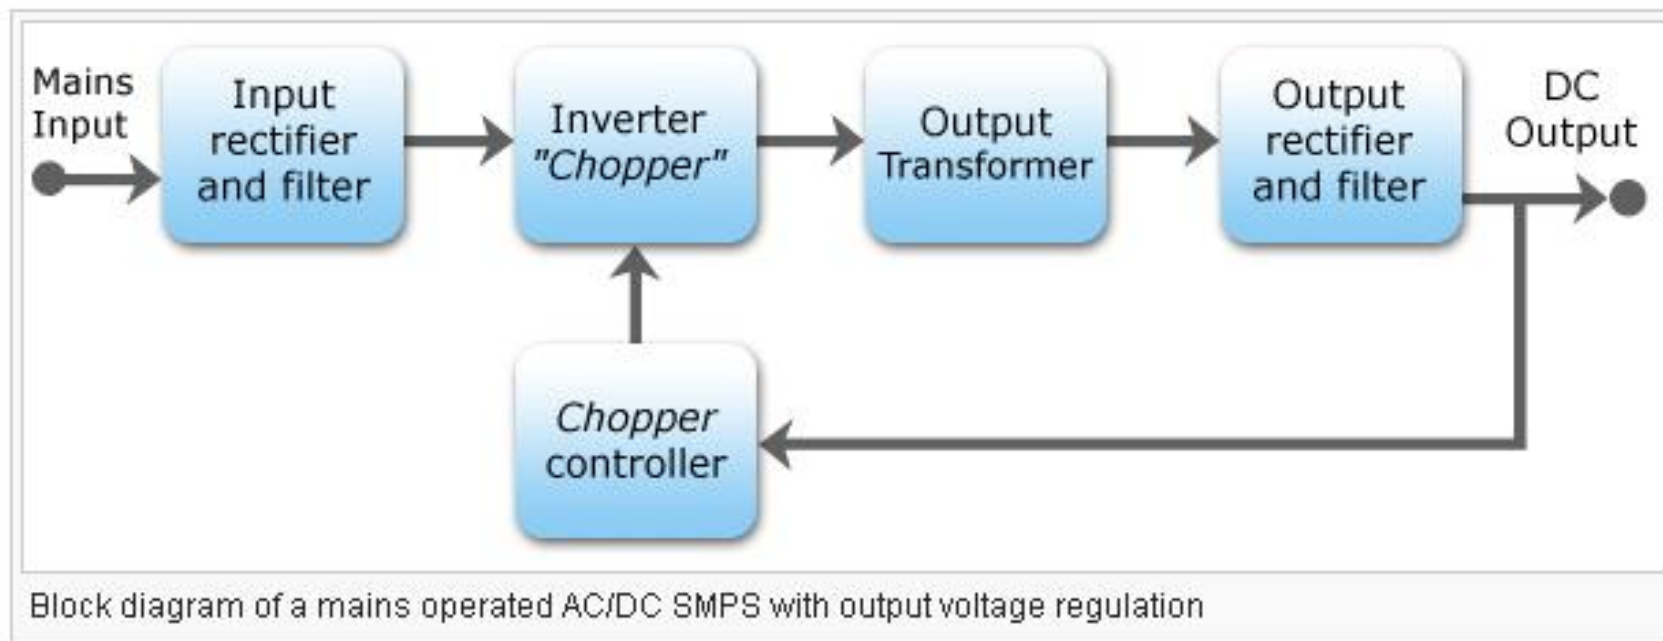 Mains
Input
Input
rectifier
and filter
Inverter
"Chopper"
Output
Transformer
Output
rectifier
and filter
DC
Output
Chopper
controller
Block diagram of a mains operated AC/DC SMPS with output voltage regulation